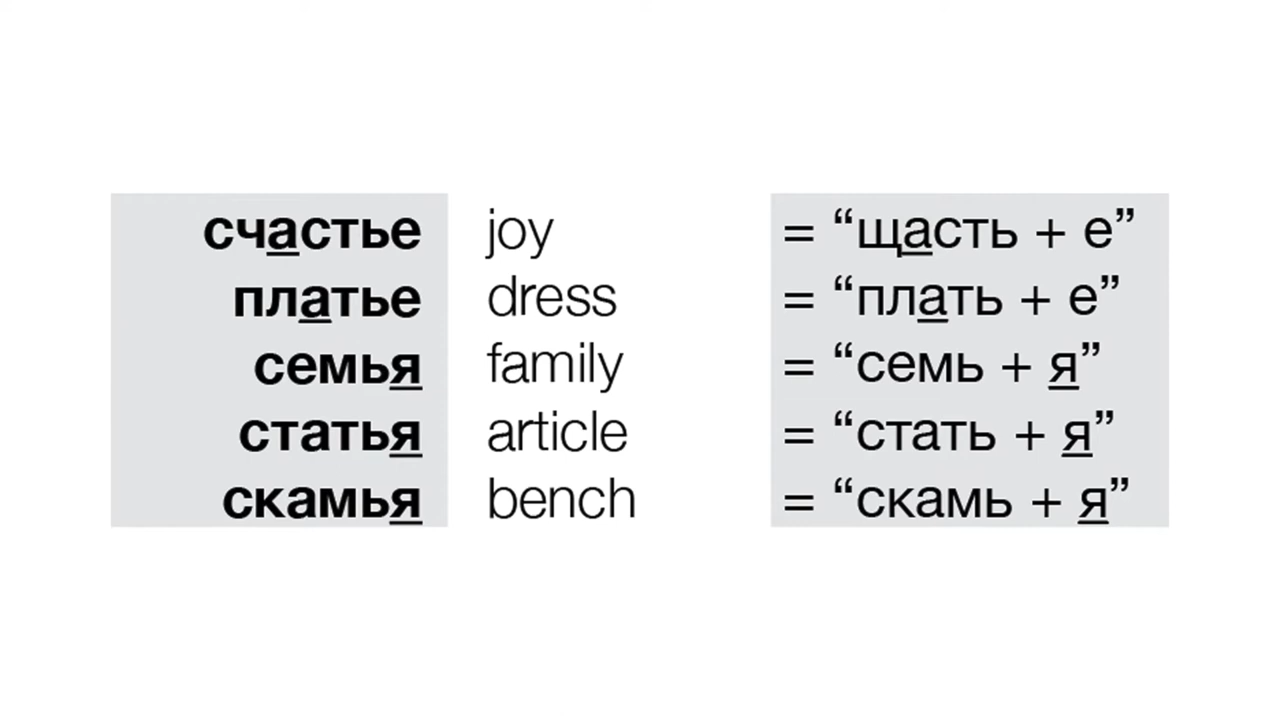 счастье joy = “щасть + е”
платье dress = “плать + е”
семья family = “семь + я”
статья article = “стать + я”
скамья bench = “скамь + я”